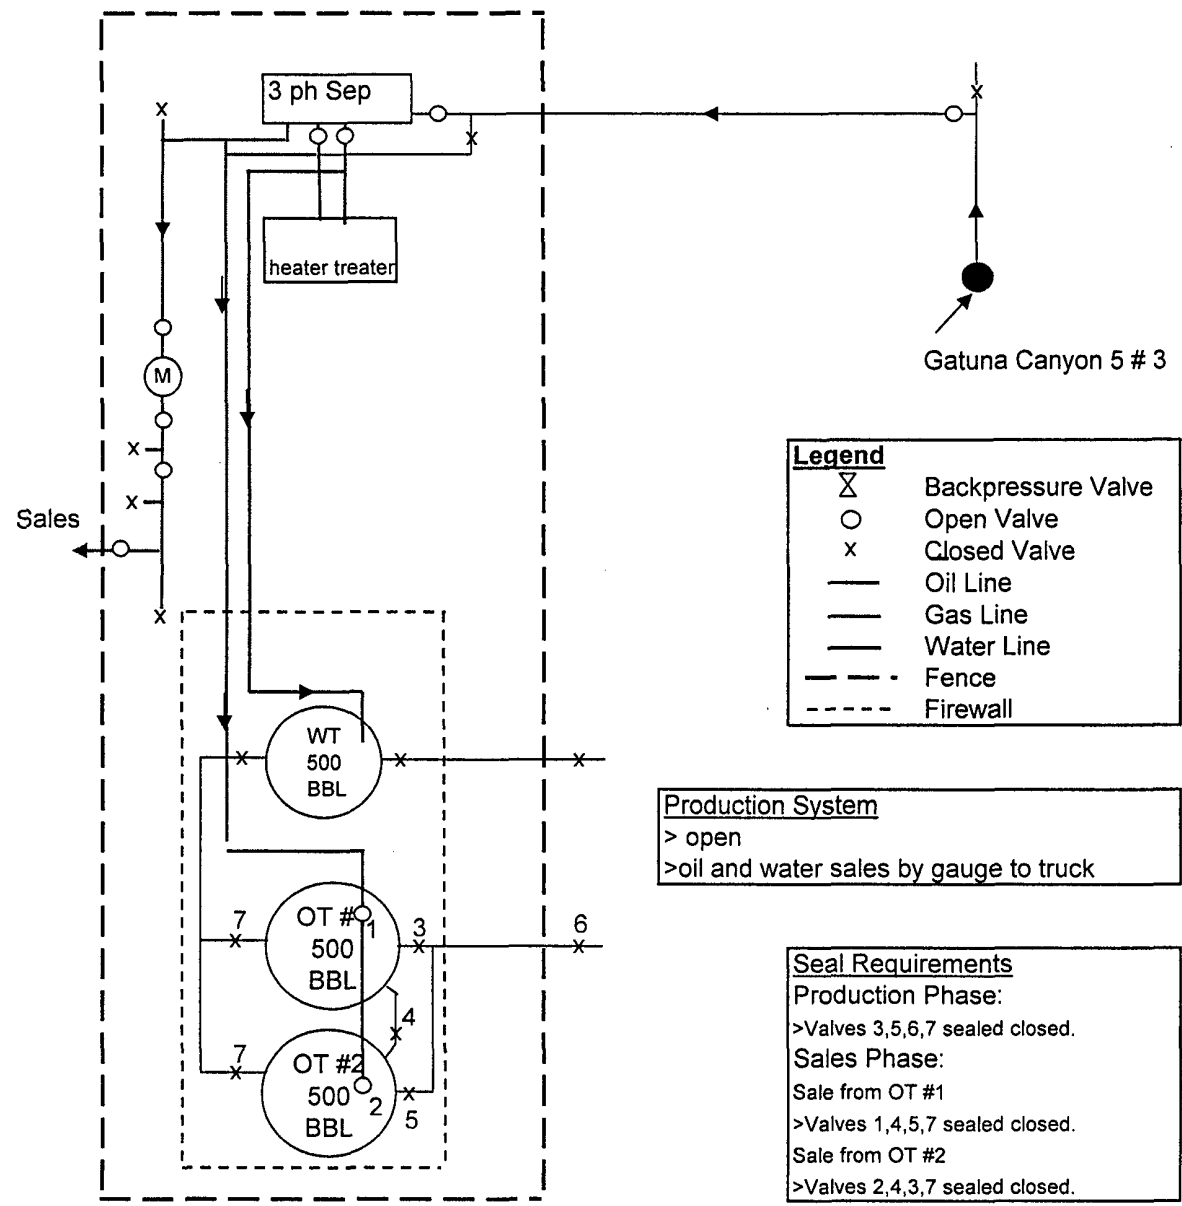 3 ph Sep
x
x
x
heater treater
M
Gatuna Canyon 5 # 3
x
x
Sales
x
Legend
Backpressure Valve
Open Valve
x Closed Valve
Oil Line
Gas Line
Water Line
Fence
Firewall
WT
500
BBL
x
x
x
Production System
> open
>oil and water sales by gauge to truck
OT #
1
500
BBL
7
x
3
x
6
x
4
x
7
x
OT #2
500
BBL
2
x
5
Seal Requirements
Production Phase:
>Valves 3,5,6,7 sealed closed.
Sales Phase:
Sale from OT #1
>Valves 1,4,5,7 sealed closed.
Sale from OT #2
>Valves 2,4,3,7 sealed closed.